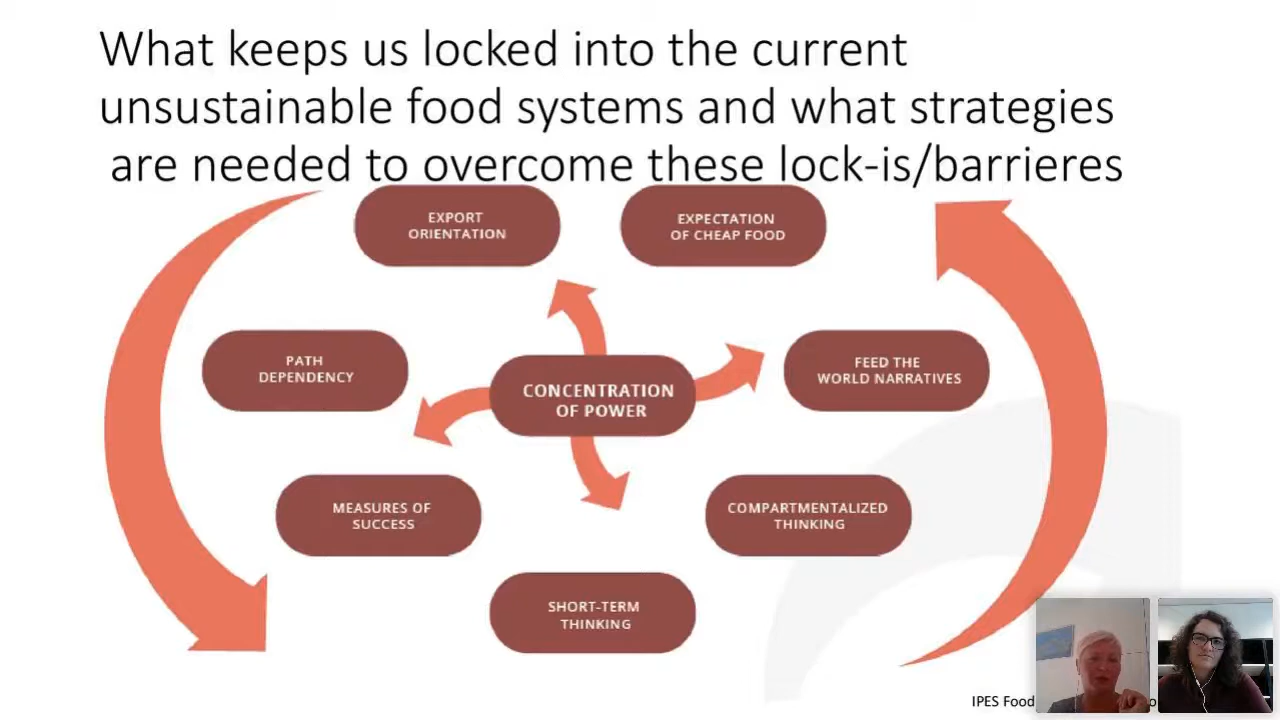 What keeps us locked into the current
unsustainable food systems and what strategies
are needed to overcome these lock-is/barrieres
EXPORT
ORIENTATION
EXPECTATION
OF CHEAP FOOD
PATH
DEPENDENCY
FEED THE
WORLD NARRATIVES
CONCENTRATION
OF POWER
MEASURES OF
SUCCESS
COMPARTMENTALIZED
THINKING
SHORT-TERM
THINKING
IPES Food